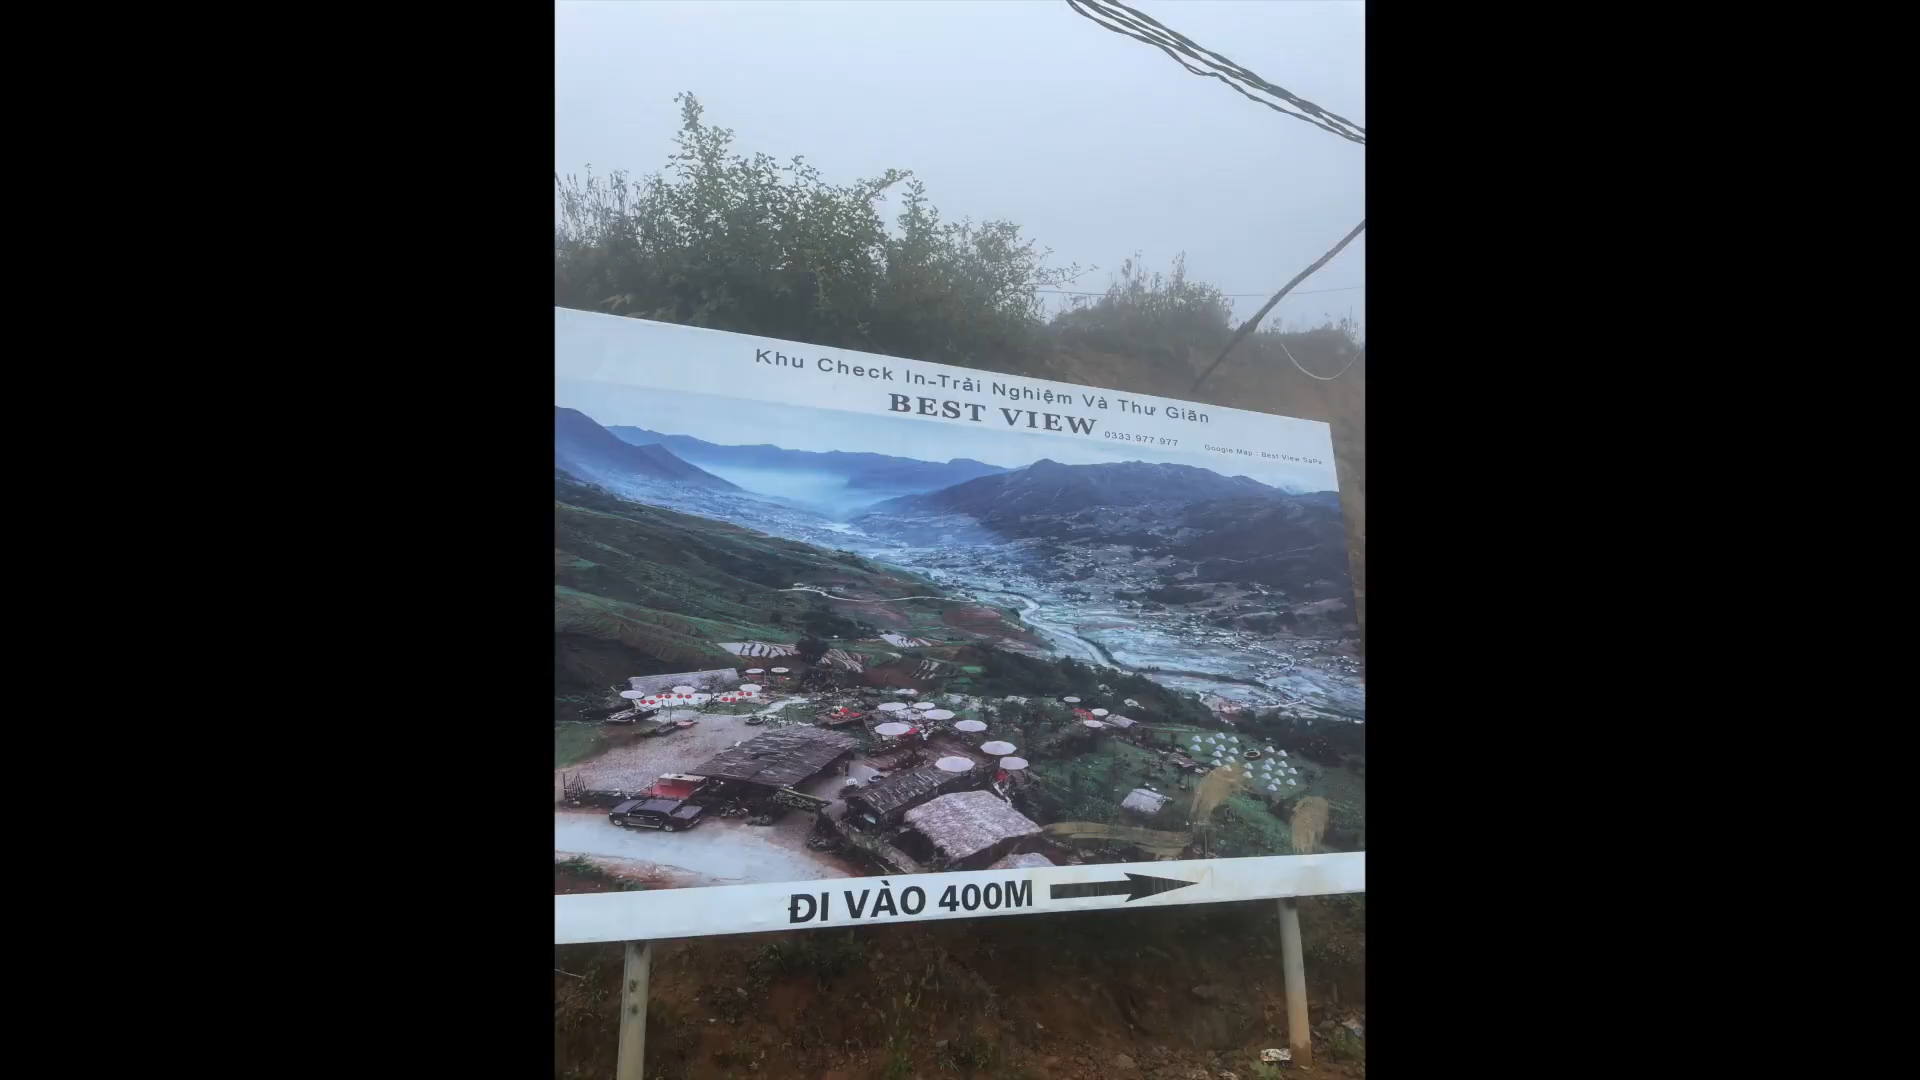 Khu Check In-Trải Nghiệm Và Thư Giãn
BEST VIEW
0333.977.977
Google Map : Best View SaPa
ĐI VÀO 400M